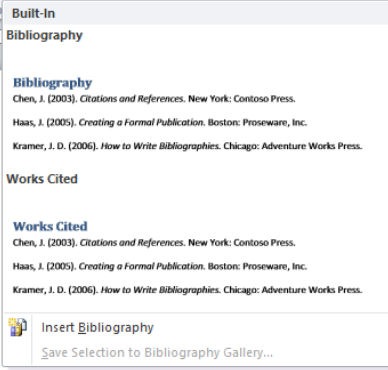 Built-In
Bibliography
Bibliography
Chen, J. (2003). Citations and References. New York: Contoso Press.
Haas, J. (2005). Creating a Formal Publication. Boston: Proseware, Inc.
Kramer, J. D. (2006). How to Write Bibliographies. Chicago: Adventure Works Press.
Works Cited
Works Cited
Chen, J. (2003). Citations and References. New York: Contoso Press.
Haas, J. (2005). Creating a Formal Publication. Boston: Proseware, Inc.
Kramer, J. D. (2006). How to Write Bibliographies. Chicago: Adventure Works Press.
Insert Bibliography
Save Selection to Bibliography Gallery...